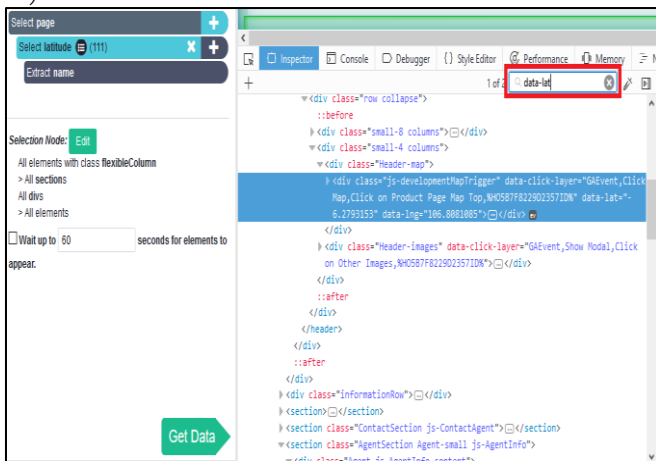 Select page
Select latitude (111)
Extract name
Selection Node: Edit
All elements with class flexibleColumn
> All sections
All divs
> All elements
Wait up to 60 seconds for elements to
appear.
Get Data
Inspector Console Debugger {} Style Editor Performance Memory
1 of 2 data-lat
<div class="row collapse">
::before
<div class="small-8 columns"></div>
<div class="small-4 columns">
<div class="Header-map">
<div class="js-developmentMapTrigger" data-click-layer="GAEvent,Click
Map,Click on Product Page Map Top,%HO587F8229D2357ID%" data-lat="-
6.2793153" data-lng="106.8081085"></div>
</div>
<div class="Header-images" data-click-layer="GAEvent,Show Modal,Click
on Other Images,%HO587F8229D2357ID%"></div>
</div>
::after
</div>
</header>
</div>
::after
</div>
<div class="informationRow"></div>
<section></section>
<section class="ContactSection js-ContactAgent"></section>
<section class="AgentSection Agent-small js-AgentInfo">